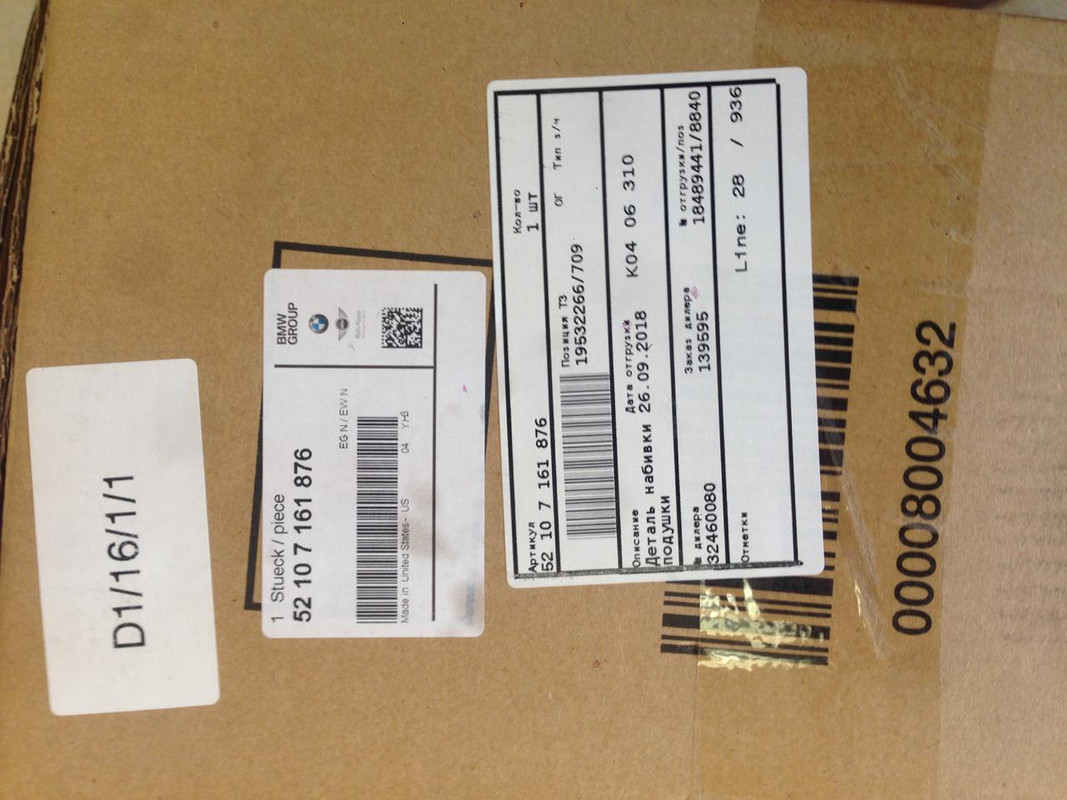 D1/16/1/1
1 Stueck / piece
52 10 7 161 876
EG N / EW N
Made in United States - US 04 YH3
BMW
GROUP
Артикул Кол-во
52 10 7 161 876 1 шт
Позиция ТЗ ОГ Тип з/ч
19532266/709
Описание Дата отгрузки
Деталь набивки 26.09.2018 K04 06 310
подушки
№ дилера Заказ дилера № отгрузки/поз
32460080 139595 18489441/8840
Отметки Line: 28 / 936
0000800004632